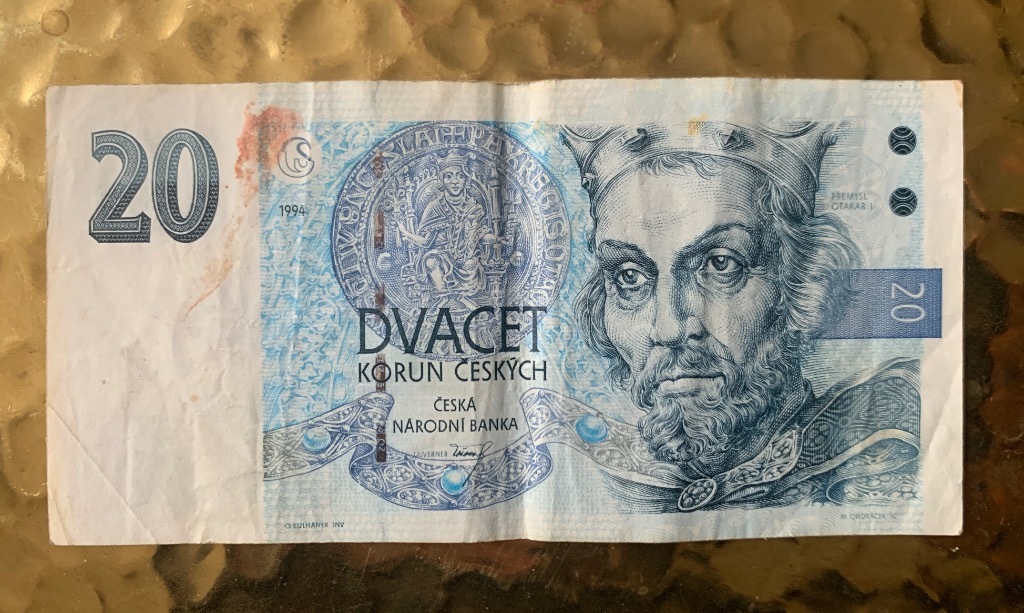 20
1994
DVACET
KORUN ČESKÝCH
ČESKÁ
NÁRODNÍ BANKA
GUVERNÉR
PŘEMYSL
OTAKAR I.
20
O. KULHÁNEK INV.
M. ONDRÁČEK SC.